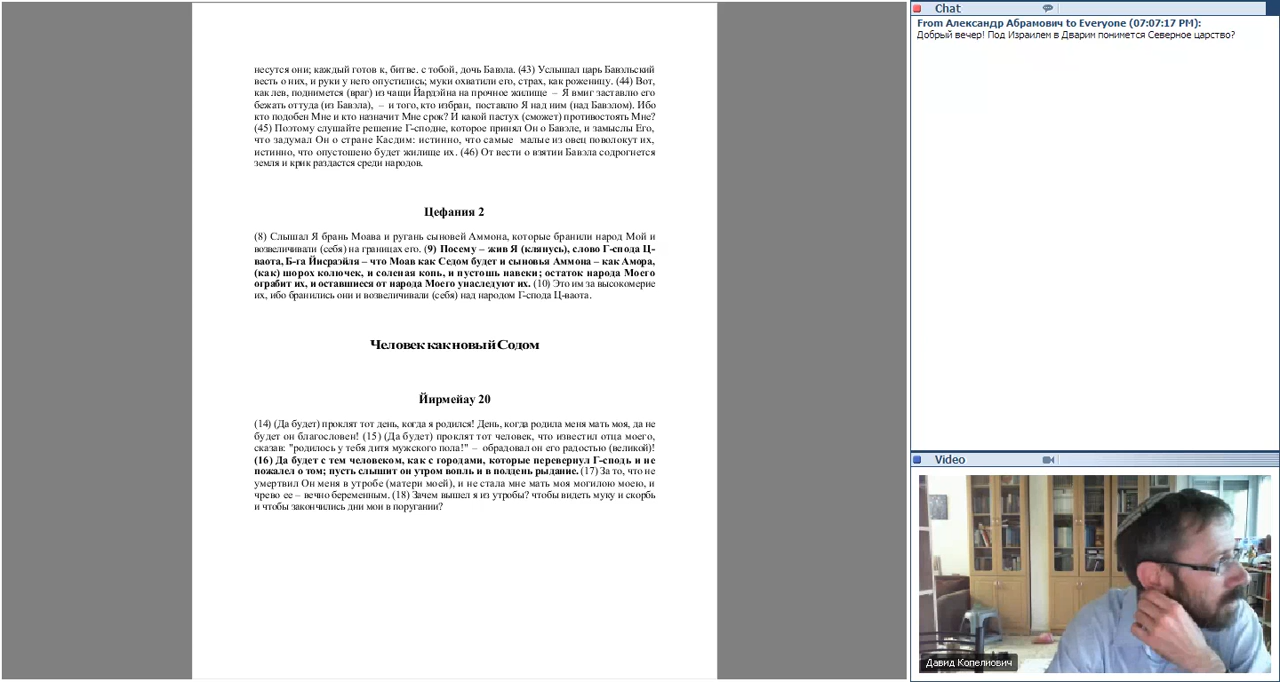 несутся они; каждый готов к, битве. с тобой, дочь Бавэла. (43) Услышал царь Бавэльский
весть о них, и руки у него опустились; муки охватили его, страх, как роженицу. (44) Вот,
как лев, поднимется (враг) из чащи Йардэйна на прочное жилище – Я вмиг заставлю его
бежать оттуда (из Бавэла), – и того, кто избран, поставлю Я над ним (над Бавэлом). Ибо
кто подобен Мне и кто назначит Мне срок? И какой пастух (сможет) противостоять Мне?
(45) Поэтому слушайте решение Г-сподне, которое принял Он о Бавэле, и замыслы Его,
что задумал Он о стране Касдим: истинно, что самые малые из овец поволокут их,
истинно, что опустошено будет жилище их. (46) От вести о взятии Бавэла содрогнется
земля и крик раздастся среди народов.
Цефания 2
(8) Слышал Я брань Моава и ругань сыновей Аммона, которые бранили народ Мой и
возвеличивали (себя) на границах его. (9) Посему – жив Я (клянусь), слово Г-спода Ц-
ваота, Б-га Йисраэйля – что Моав как Седом будет и сыновья Аммона – как Амора,
(как) шорох колючек, и соленая копь, и пустошь навеки; остаток народа Моего
ограбит их, и оставшиеся от народа Моего унаследуют их. (10) Это им за высокомерие
их, ибо бранились они и возвеличивали (себя) над народом Г-спода Ц-ваота.
Человек как новый Содом
Йирмейау 20
(14) (Да будет) проклят тот день, когда я родился! День, когда родила меня мать моя, да не
будет он благословен! (15) (Да будет) проклят тот человек, что известил отца моего,
сказав: "родилось у тебя дитя мужского пола!" – обрадовал он его радостью (великой)!
(16) Да будет с тем человеком, как с городами, которые перевернул Г-сподь и не
пожалел о том; пусть слышит он утром вопль и в полдень рыдание. (17) За то, что не
умертвил Он меня в утробе (матери моей), и не стала мне мать моя могилою моею, и
чрево ее – вечно беременным. (18) Зачем вышел я из утробы? чтобы видеть муку и скорбь
и чтобы закончились дни мои в поругании?
Chat
From Александр Абрамович to Everyone (07:07:17 PM):
Добрый вечер! Под Израилем в Дварим понимется Северное царство?
Video
Давид Копелиович